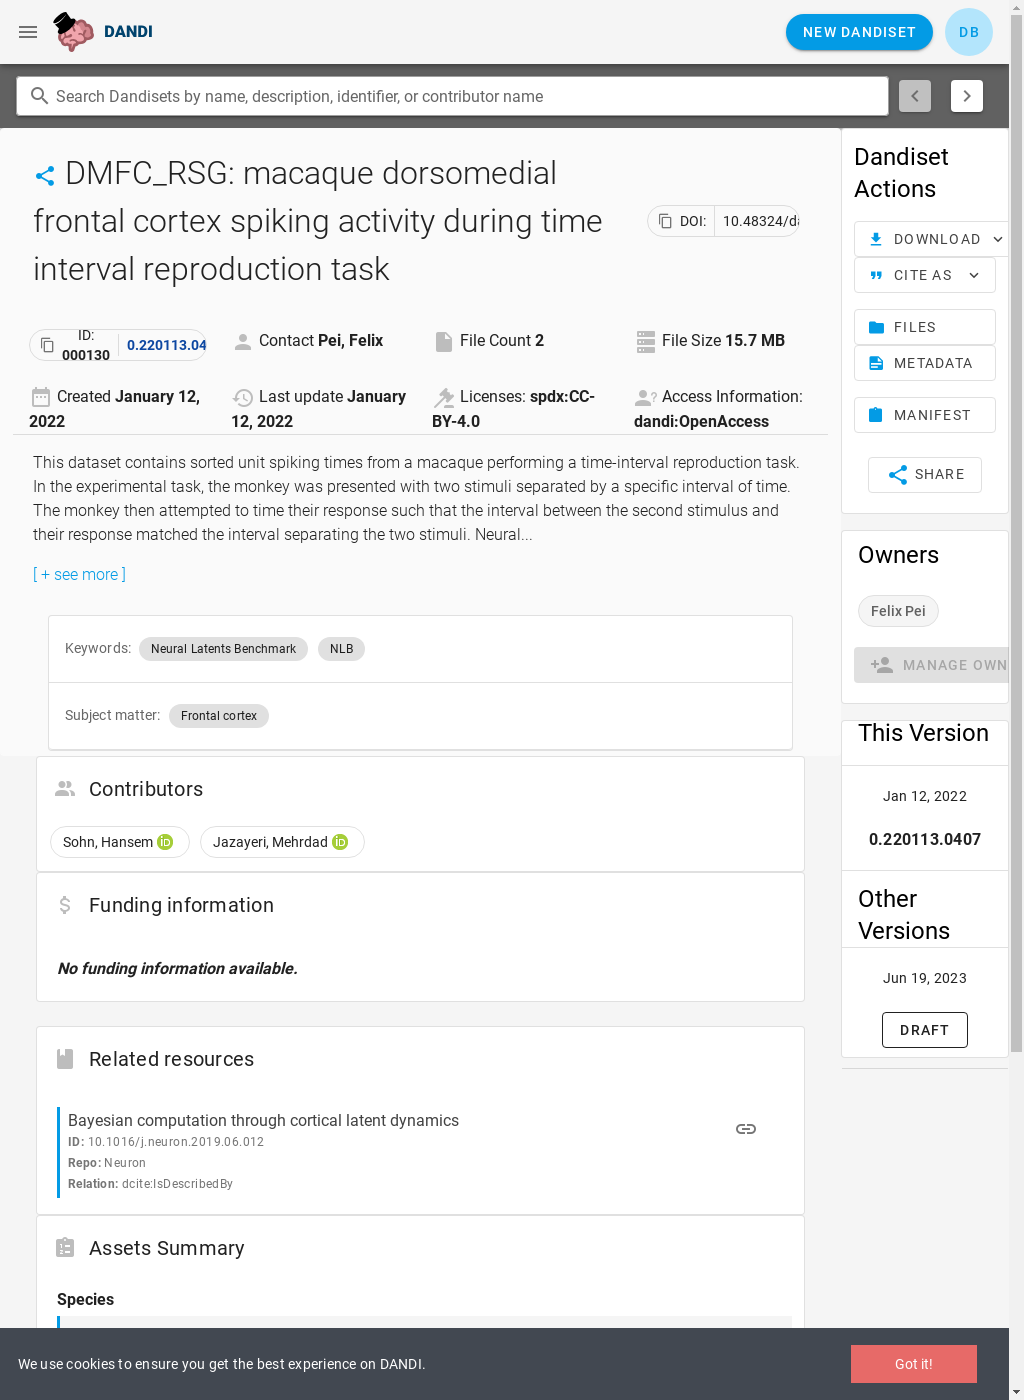 DANDI
NEW DANDISET
DB
Search Dandisets by name, description, identifier, or contributor name
DMFC_RSG: macaque dorsomedial
frontal cortex spiking activity during time
interval reproduction task
DOI: 10.48324/da
ID:
000130
0.220113.04
Contact Pei, Felix
File Count 2
File Size 15.7 MB
Created January 12,
2022
Last update January
12, 2022
Licenses: spdx:CC-
BY-4.0
Access Information:
dandi:OpenAccess
This dataset contains sorted unit spiking times from a macaque performing a time-interval reproduction task.
In the experimental task, the monkey was presented with two stimuli separated by a specific interval of time.
The monkey then attempted to time their response such that the interval between the second stimulus and
their response matched the interval separating the two stimuli. Neural...
[ + see more ]
Keywords: Neural Latents Benchmark NLB
Subject matter: Frontal cortex
Contributors
Sohn, Hansem iD Jazayeri, Mehrdad iD
Funding information
No funding information available.
Related resources
Bayesian computation through cortical latent dynamics
ID: 10.1016/j.neuron.2019.06.012
Repo: Neuron
Relation: dcite:IsDescribedBy
Assets Summary
Species
Dandiset
Actions
DOWNLOAD
CITE AS
FILES
METADATA
MANIFEST
SHARE
Owners
Felix Pei
MANAGE OWN
This Version
Jan 12, 2022
0.220113.0407
Other
Versions
Jun 19, 2023
DRAFT
We use cookies to ensure you get the best experience on DANDI.
Got it!